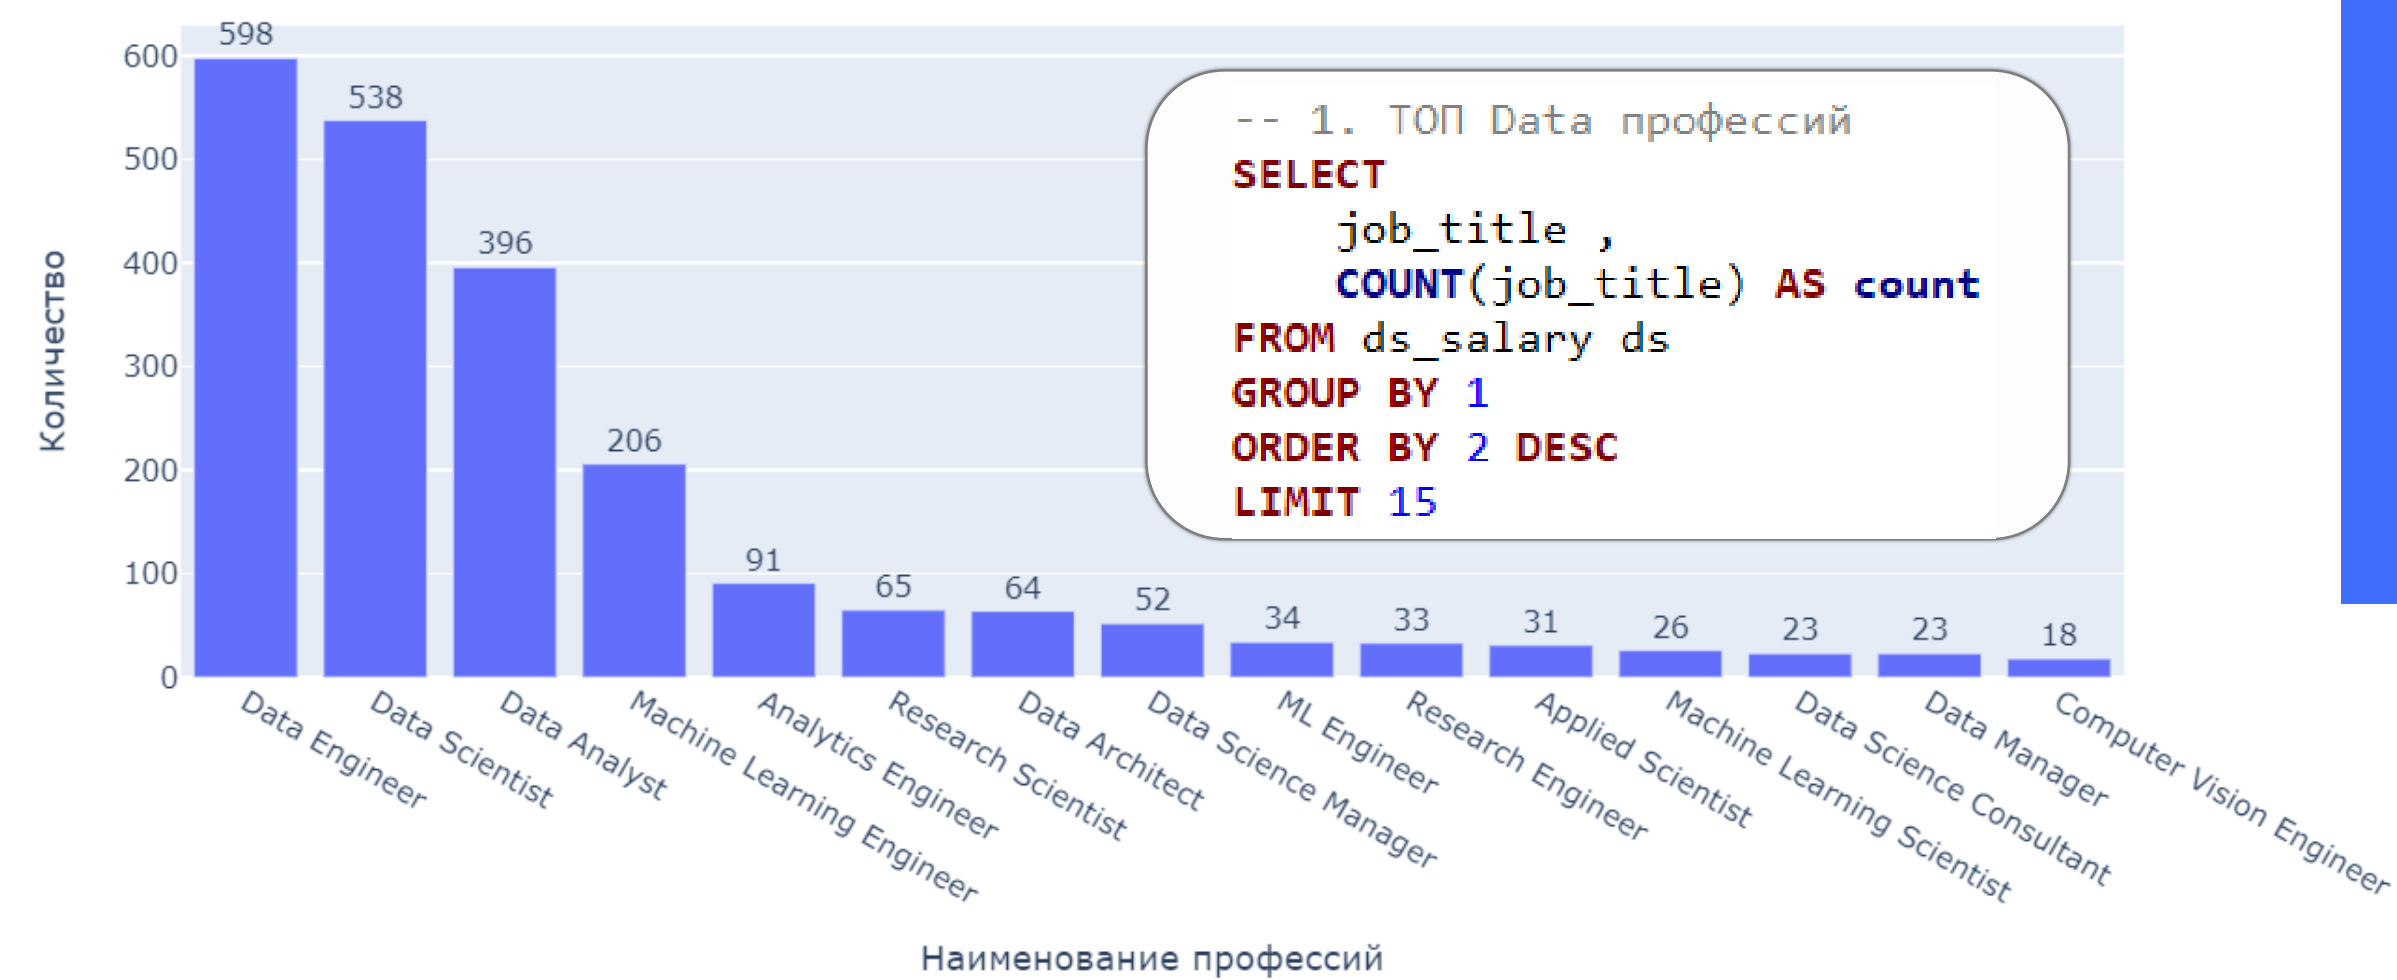 Количество
600
500
400
300
200
100
0
598
538
396
206
91
65
64
52
34
33
31
26
23
23
18
-- 1. ТОП Data профессий
SELECT
job_title ,
COUNT(job_title) AS count
FROM ds_salary ds
GROUP BY 1
ORDER BY 2 DESC
LIMIT 15
Data Engineer
Data Scientist
Data Analyst
Machine Learning Engineer
Analytics Engineer
Research Scientist
Data Architect
Data Science Manager
ML Engineer
Research Engineer
Applied Scientist
Machine Learning Scientist
Data Science Consultant
Data Manager
Computer Vision Engineer
Наименование профессий